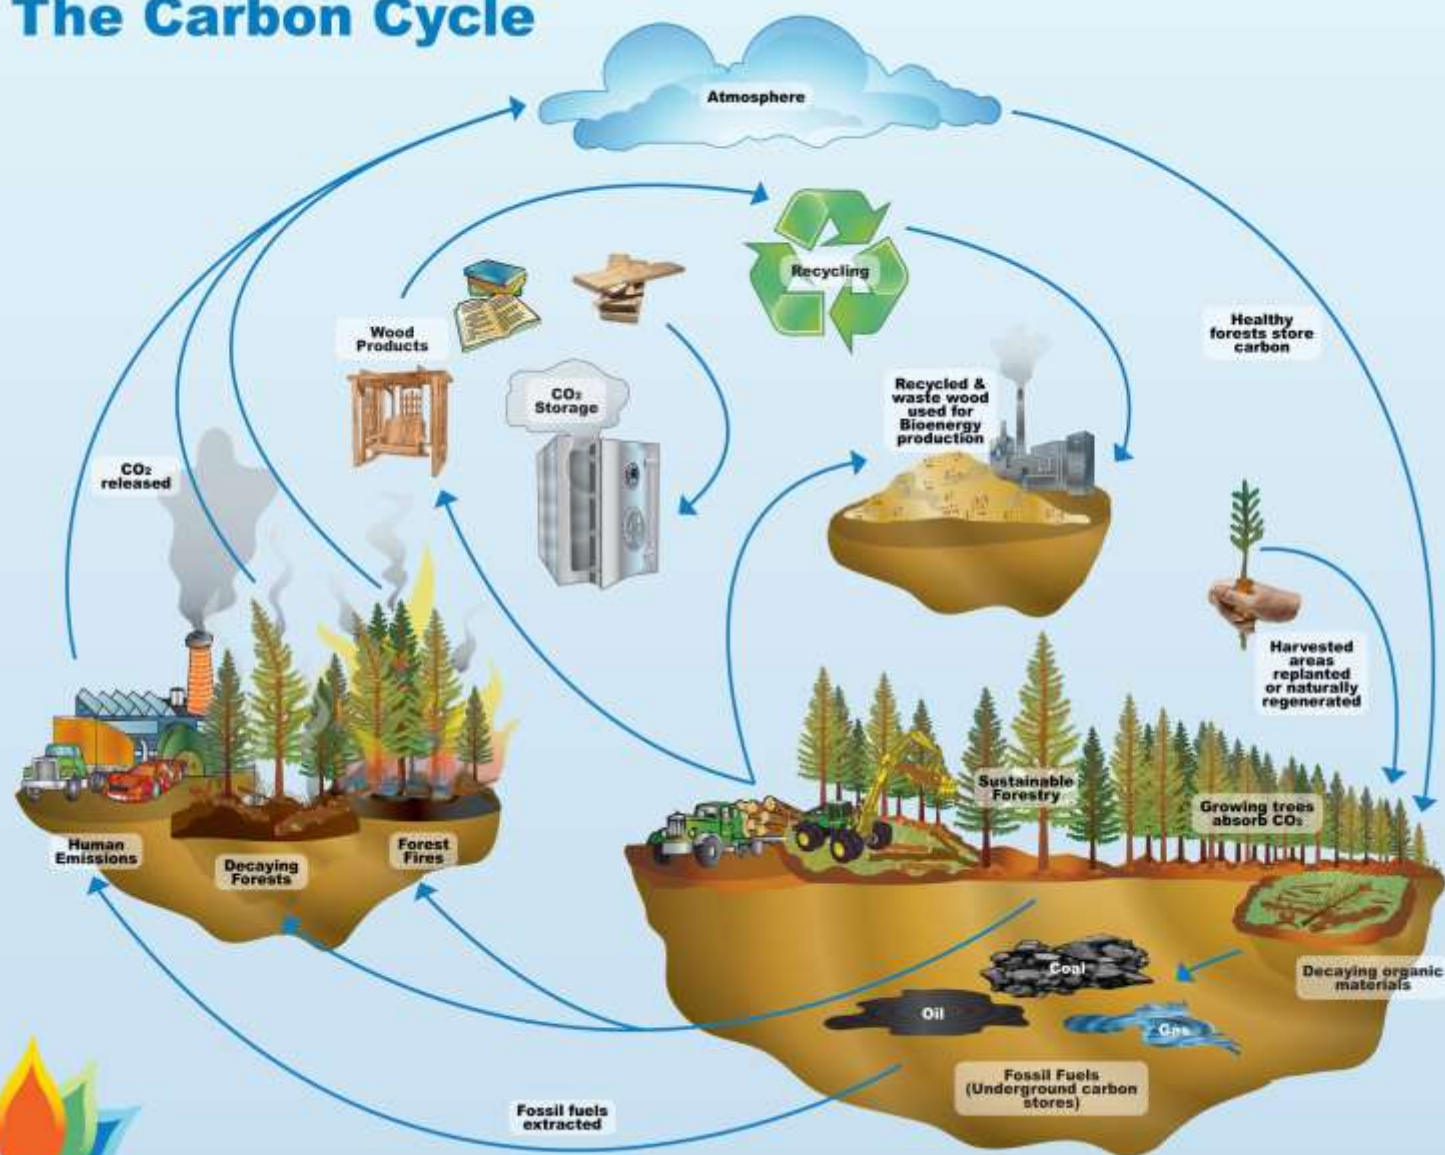 The Carbon Cycle
Atmosphere
Recycling
Wood
Products
CO₂
Storage
Healthy
forests store
carbon
Recycled &
waste wood
used for
Bioenergy
production
CO₂
released
Harvested
areas
replanted
or naturally
regenerated
Sustainable
Forestry
Growing trees
absorb CO₂
Human
Emissions
Decaying
Forests
Forest
Fires
Coal
Oil
Gas
Decaying organic
materials
Fossil Fuels
(Underground carbon
stores)
Fossil fuels
extracted